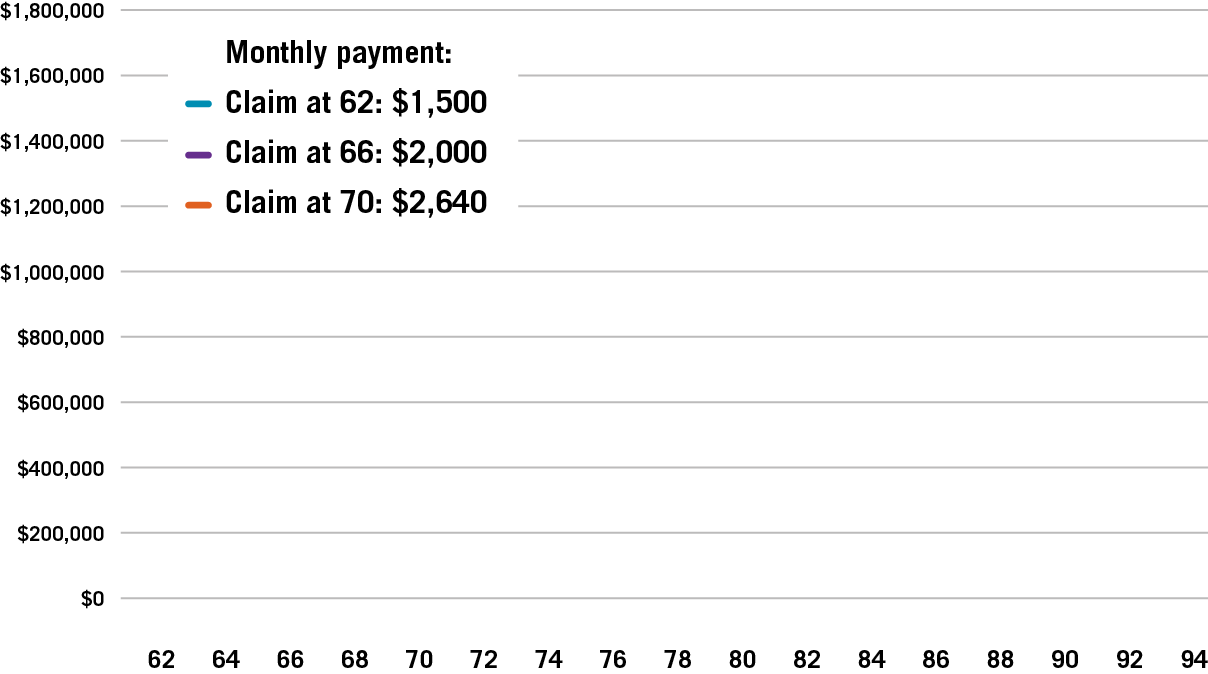 $1,800,000
Monthly payment:
$1,600,000
Claim at 62: $1,500
$1,400,000
Claim at 66: $2,000
$1,200,000
Claim at 70: $2,640
$1,000,000
$800,000
$600,000
$400,000
$200,000
$0
62 64 66 68 70 72 74 76 78 80 82 84 86 88 90 92 94